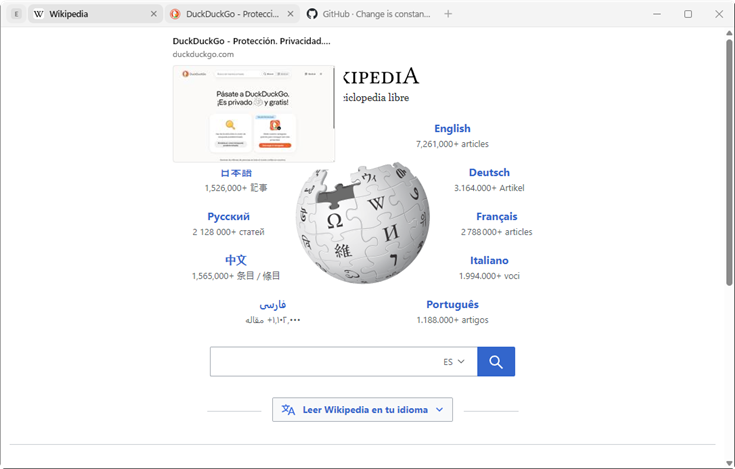 E
Wikipedia
DuckDuckGo - Protecci...
GitHub · Change is constan...
DuckDuckGo - Protección. Privacidad....
duckduckgo.com
DuckDuckGo
Pásate a DuckDuckGo.
¡Es privado y gratis!
KIPEDIA
ciclopedia libre
English
7,261,000+ articles
日本語
1,526,000+ 記事
Deutsch
3.164.000+ Artikel
Русский
2 128 000+ статей
Français
2 788 000+ articles
中文
1,565,000+ 条目 / 條目
Italiano
1.994.000+ voci
فارسی
۱٬۱۰۲٬۰۰۰+ مقاله
Português
1.188.000+ artigos
Ω
W
И
維
ES
Leer Wikipedia en tu idioma